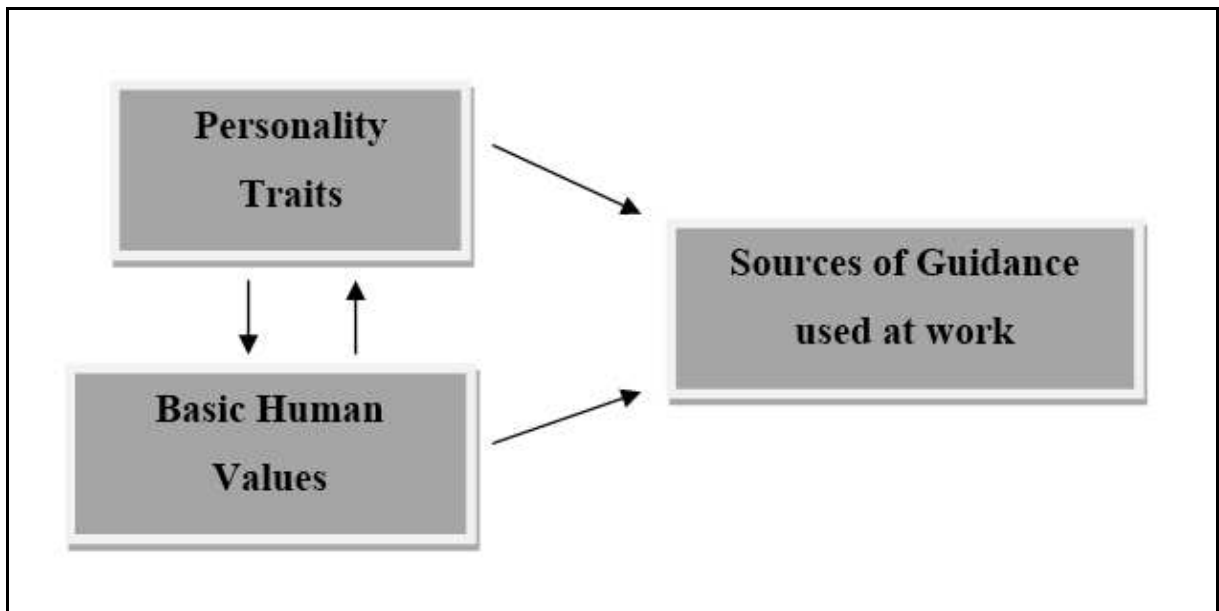 Personality
Traits
Sources of Guidance
used at work
Basic Human
Values